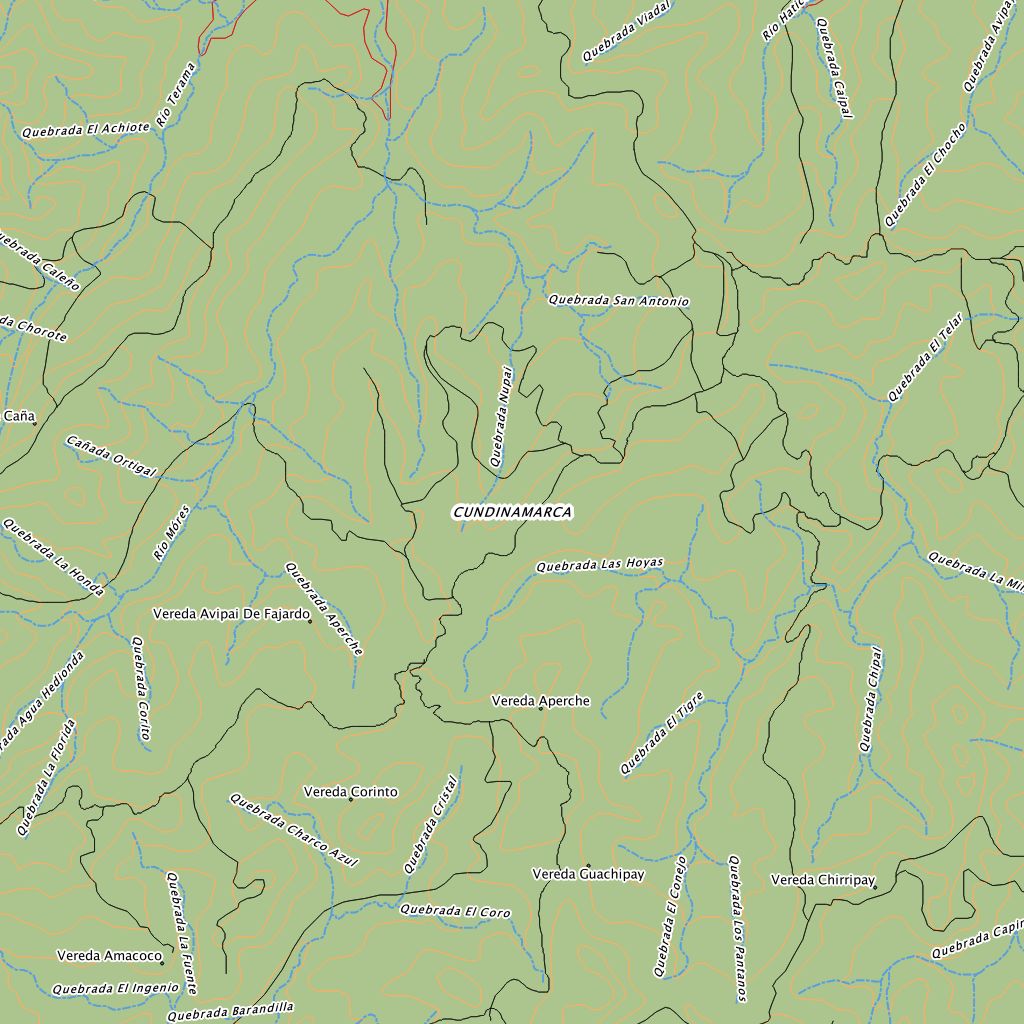 Quebrada Viadal
Río Hatic
Quebrada Caipal
Quebrada Avipa
Río Terama
Quebrada El Achiote
Quebrada El Chocho
uebrada Caleño
Quebrada San Antonio
da Chorote
Quebrada El Telar
Quebrada Nupai
Caña
Cañada Ortigal
CUNDINAMARCA
Río Móres
Quebrada La Honda
Quebrada Las Hoyas
Quebrada La Mi
Quebrada Aperche
Vereda Avipai De Fajardo
Quebrada Corito
rada Agua Hedionda
Quebrada Chipal
Vereda Aperche
Quebrada El Tigre
Quebrada La Florida
Vereda Corinto
Quebrada Cristal
Quebrada Charco Azul
Vereda Guachipay
Vereda Chirripay
Quebrada El Conejo
Quebrada Los Pantanos
Quebrada La Fuente
Quebrada El Coro
Quebrada Capir
Vereda Amacoco
Quebrada El Ingenio
Quebrada Barandilla